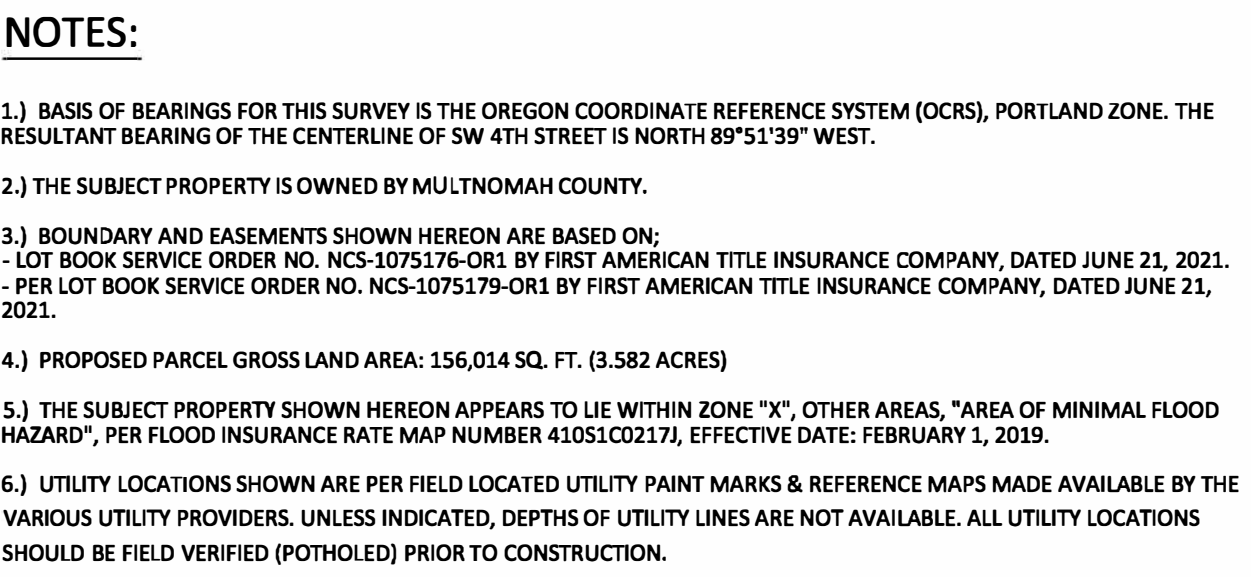 NOTES:
1.) BASIS OF BEARINGS FOR THIS SURVEY IS THE OREGON COORDINATE REFERENCE SYSTEM (OCRS), PORTLAND ZONE. THE
RESULTANT BEARING OF THE CENTERLINE OF SW 4TH STREET IS NORTH 89°51'39" WEST.
2.) THE SUBJECT PROPERTY IS OWNED BY MULTNOMAH COUNTY.
3.) BOUNDARY AND EASEMENTS SHOWN HEREON ARE BASED ON;
- LOT BOOK SERVICE ORDER NO. NCS-1075176-OR1 BY FIRST AMERICAN TITLE INSURANCE COMPANY, DATED JUNE 21, 2021.
- PER LOT BOOK SERVICE ORDER NO. NCS-1075179-OR1 BY FIRST AMERICAN TITLE INSURANCE COMPANY, DATED JUNE 21,
2021.
4.) PROPOSED PARCEL GROSS LAND AREA: 156,014 SQ. FT. (3.582 ACRES)
5.) THE SUBJECT PROPERTY SHOWN HEREON APPEARS TO LIE WITHIN ZONE "X", OTHER AREAS, "AREA OF MINIMAL FLOOD
HAZARD", PER FLOOD INSURANCE RATE MAP NUMBER 410S1C0217J, EFFECTIVE DATE: FEBRUARY 1, 2019.
6.) UTILITY LOCATIONS SHOWN ARE PER FIELD LOCATED UTILITY PAINT MARKS & REFERENCE MAPS MADE AVAILABLE BY THE
VARIOUS UTILITY PROVIDERS. UNLESS INDICATED, DEPTHS OF UTILITY LINES ARE NOT AVAILABLE. ALL UTILITY LOCATIONS
SHOULD BE FIELD VERIFIED (POTHOLED) PRIOR TO CONSTRUCTION.